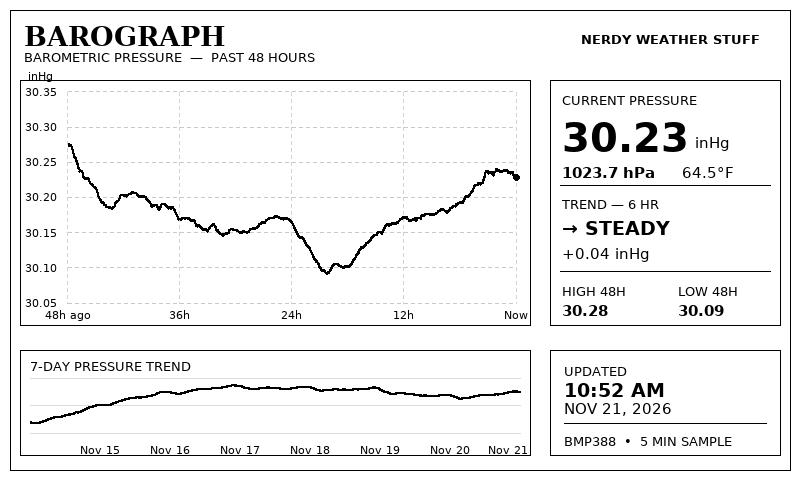 BAROGRAPH
BAROMETRIC PRESSURE — PAST 48 HOURS
NERDY WEATHER STUFF
inHg
30.35
30.30
30.25
30.20
30.15
30.10
30.05
48h ago 36h 24h 12h Now
CURRENT PRESSURE
30.23 inHg
1023.7 hPa 64.5°F
TREND — 6 HR
→ STEADY
+0.04 inHg
HIGH 48H LOW 48H
30.28 30.09
7-DAY PRESSURE TREND
Nov 15 Nov 16 Nov 17 Nov 18 Nov 19 Nov 20 Nov 21
UPDATED
10:52 AM
NOV 21, 2026
BMP388 • 5 MIN SAMPLE